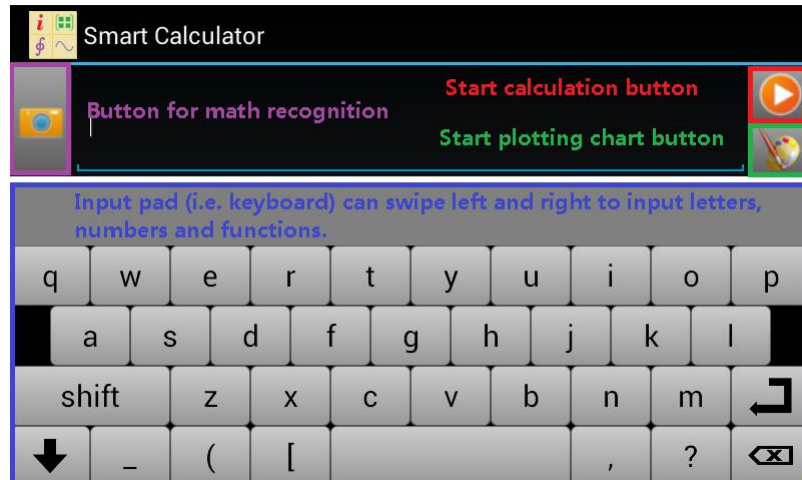 Smart Calculator
Start calculation button
Button for math recognition
Start plotting chart button
Input pad (i.e. keyboard) can swipe left and right to input letters,
numbers and functions.
q w e r t y u i o p
a s d f g h j k l
shift z x c v b n m
_ ( [ , ?